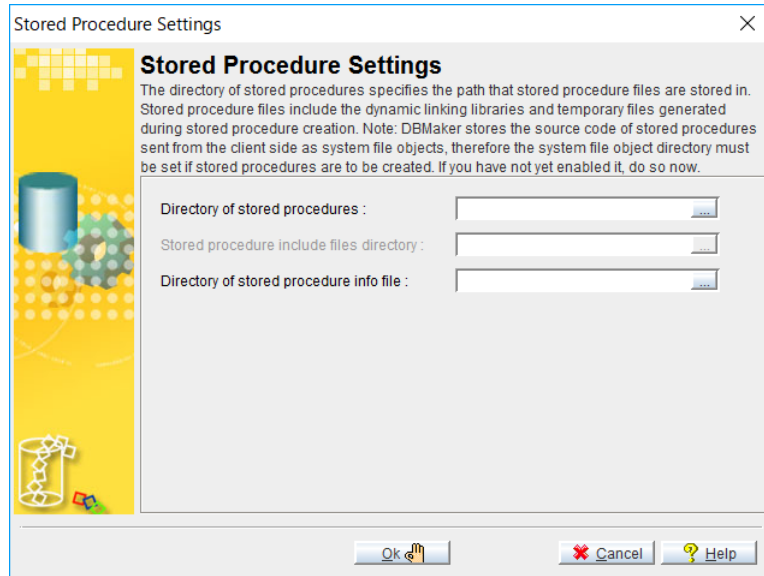 Stored Procedure Settings
Stored Procedure Settings
The directory of stored procedures specifies the path that stored procedure files are stored in.
Stored procedure files include the dynamic linking libraries and temporary files generated
during stored procedure creation. Note: DBMaker stores the source code of stored procedures
sent from the client side as system file objects, therefore the system file object directory must
be set if stored procedures are to be created. If you have not yet enabled it, do so now.
Directory of stored procedures :
...
Stored procedure include files directory :
...
Directory of stored procedure info file :
...
Ok
Cancel
Help